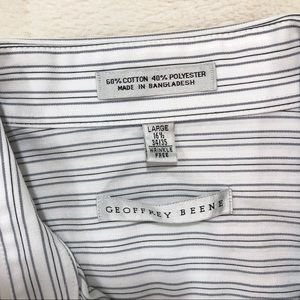 60% COTTON 40% POLYESTER
MADE IN BANGLADESH
LARGE
16½
34/35
WRINKLE
FREE
GEOFFREY BEENE